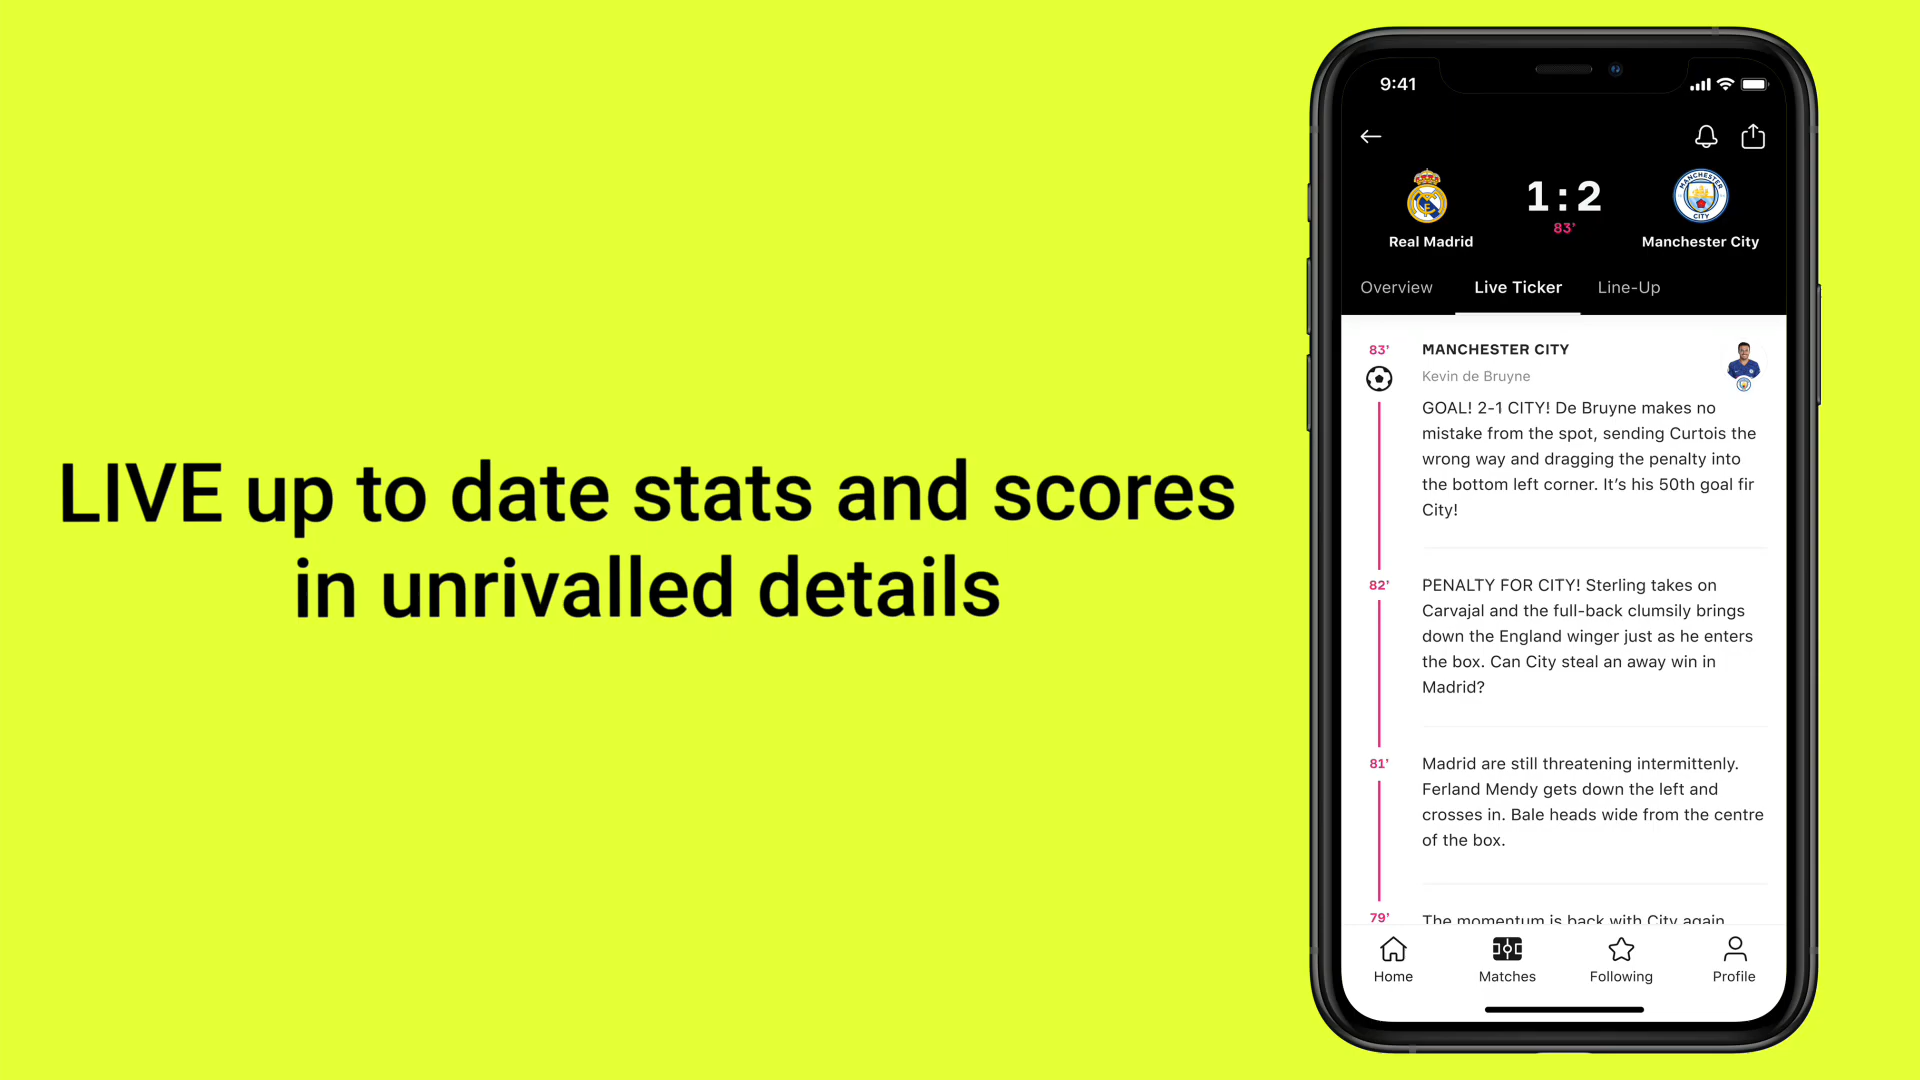 LIVE up to date stats and scores
in unrivalled details
9:41
1:2
83’
Real Madrid
Manchester City
MANCHESTER
CITY
Overview
Live Ticker
Line-Up
83’
MANCHESTER CITY
Kevin de Bruyne
GOAL! 2-1 CITY! De Bruyne makes no
mistake from the spot, sending Curtois the
wrong way and dragging the penalty into
the bottom left corner. It’s his 50th goal fir
City!
82’
PENALTY FOR CITY! Sterling takes on
Carvajal and the full-back clumsily brings
down the England winger just as he enters
the box. Can City steal an away win in
Madrid?
81’
Madrid are still threatening intermittenly.
Ferland Mendy gets down the left and
crosses in. Bale heads wide from the centre
of the box.
79’
The momentum is back with City again
Home
Matches
Following
Profile